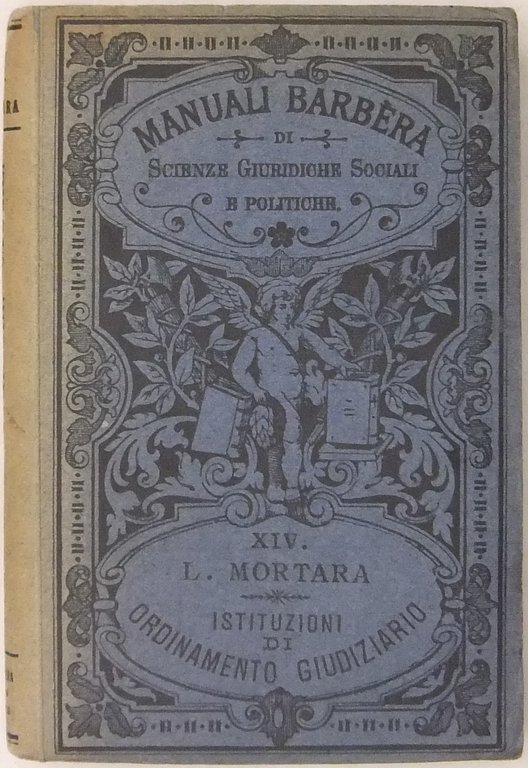 MANUALI BARBÈRA
DI
SCIENZE GIURIDICHE SOCIALI
E POLITICHE.
XIV.
L. MORTARA
ISTITUZIONI
DI
ORDINAMENTO GIUDIZIARIO